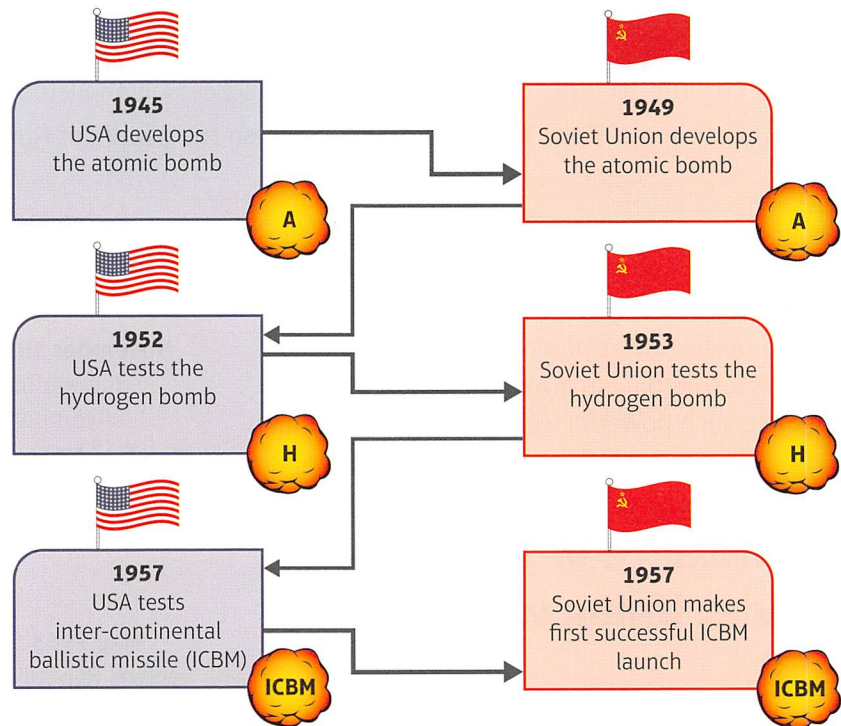 1945
USA develops
the atomic bomb
A
1949
Soviet Union develops
the atomic bomb
A
1952
USA tests the
hydrogen bomb
H
1953
Soviet Union tests the
hydrogen bomb
H
1957
USA tests
inter-continental
ballistic missile (ICBM)
ICBM
1957
Soviet Union makes
first successful ICBM
launch
ICBM